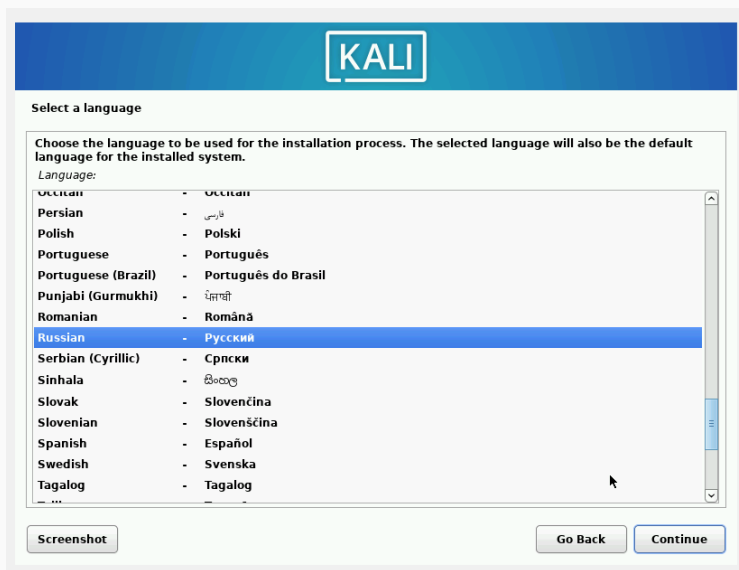 KALI
Select a language
Choose the language to be used for the installation process. The selected language will also be the default
language for the installed system.
Language:
Occitan - Occitan
Persian - فارسی
Polish - Polski
Portuguese - Português
Portuguese (Brazil) - Português do Brasil
Punjabi (Gurmukhi) - ਪੰਜਾਬੀ
Romanian - Română
Russian - Русский
Serbian (Cyrillic) - Српски
Sinhala - සිංහල
Slovak - Slovenčina
Slovenian - Slovenščina
Spanish - Español
Swedish - Svenska
Tagalog - Tagalog
Screenshot
Go Back
Continue